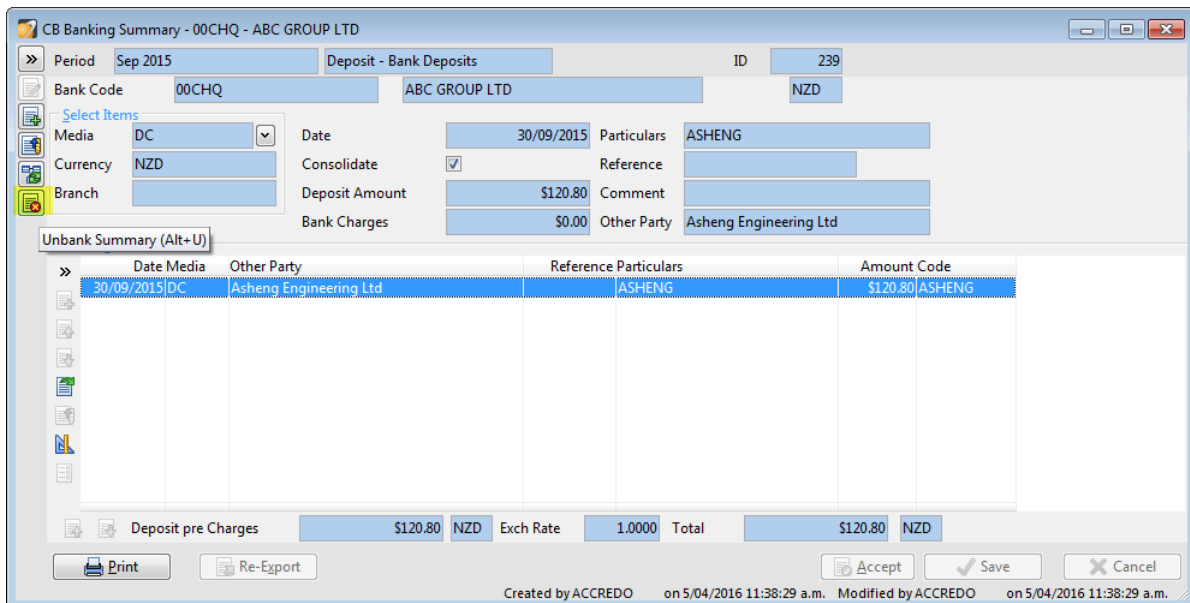 CB Banking Summary - 00CHQ - ABC GROUP LTD
Period Sep 2015 Deposit - Bank Deposits ID 239
Bank Code 00CHQ ABC GROUP LTD NZD
Select Items
Media DC Date 30/09/2015 Particulars ASHENG
Currency NZD Consolidate Reference
Branch Deposit Amount $120.80 Comment
Bank Charges $0.00 Other Party Asheng Engineering Ltd
Unbank Summary (Alt+U)
Date Media Other Party Reference Particulars Amount Code
30/09/2015 DC Asheng Engineering Ltd ASHENG $120.80 ASHENG
Deposit pre Charges $120.80 NZD Exch Rate 1.0000 Total $120.80 NZD
Print Re-Export Accept Save Cancel
Created by ACCREDO on 5/04/2016 11:38:29 a.m. Modified by ACCREDO on 5/04/2016 11:38:29 a.m.